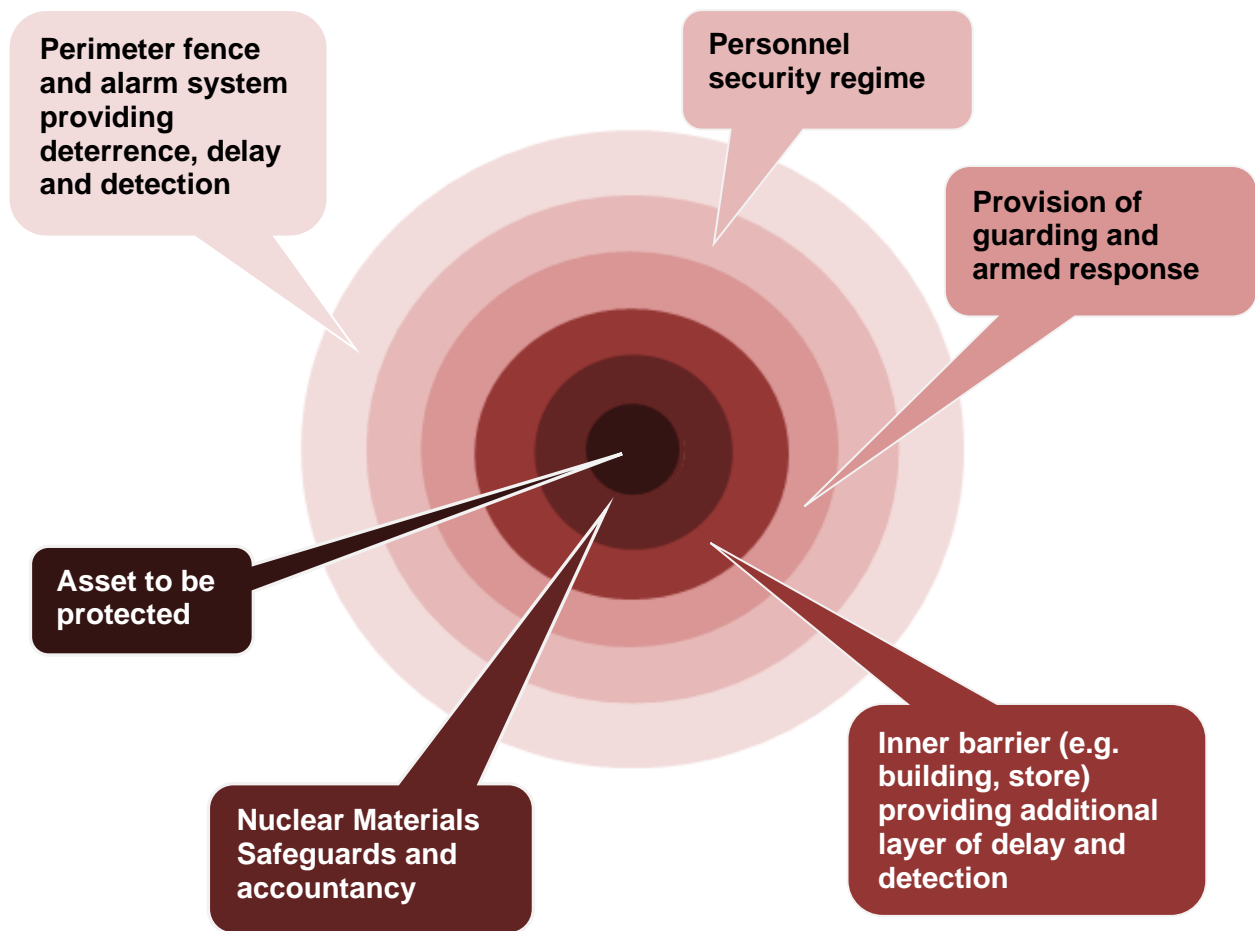 Perimeter fence
and alarm system
providing
deterrence, delay
and detection
Personnel
security regime
Provision of
guarding and
armed response
Asset to be
protected
Nuclear Materials
Safeguards and
accountancy
Inner barrier (e.g.
building, store)
providing additional
layer of delay and
detection